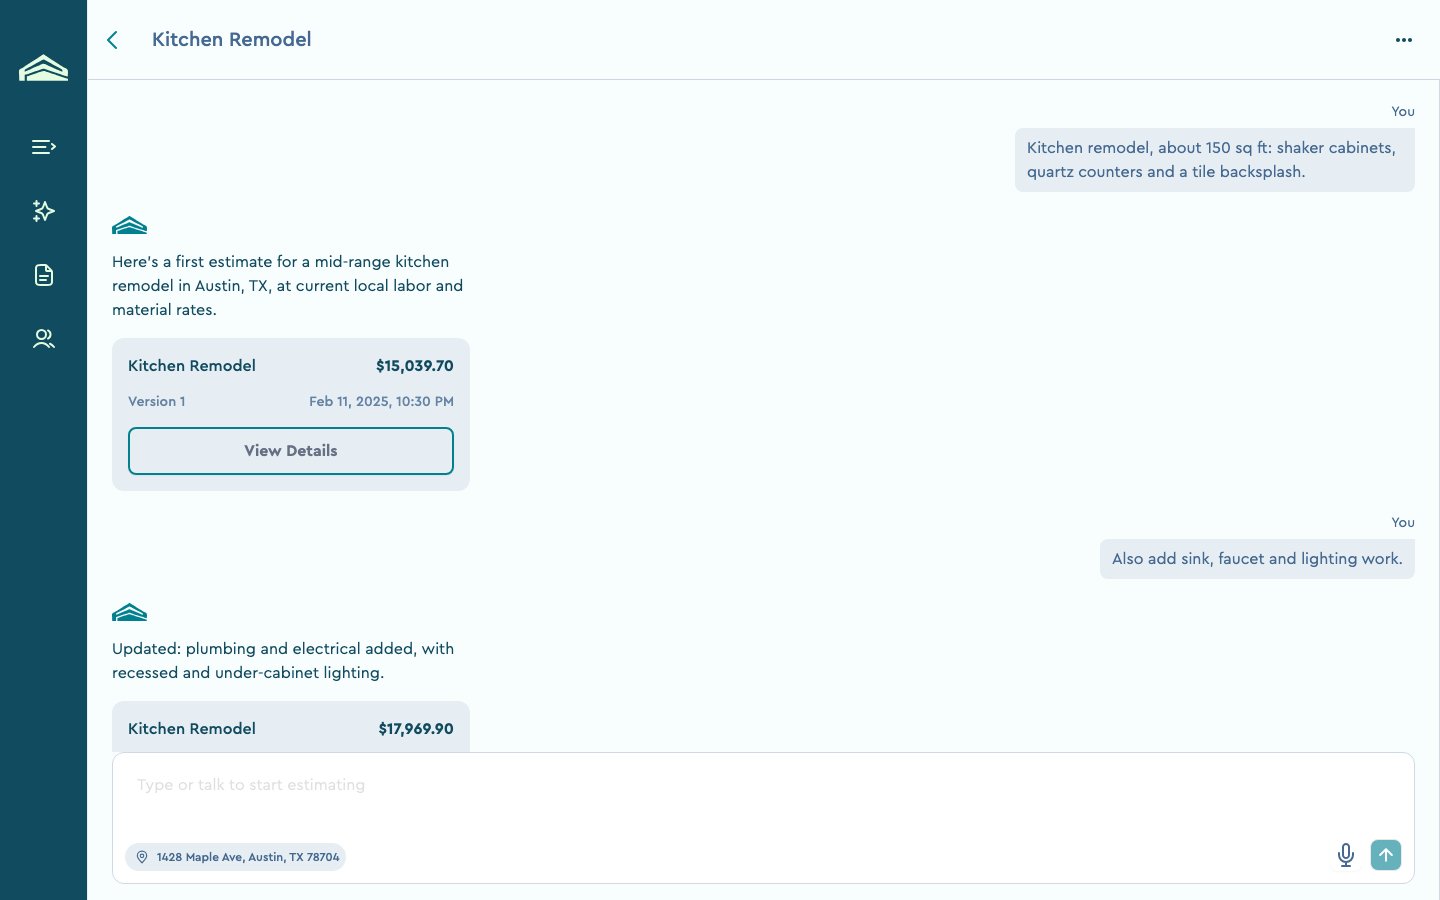 Kitchen Remodel
You
Kitchen remodel, about 150 sq ft: shaker cabinets,
quartz counters and a tile backsplash.
Here's a first estimate for a mid-range kitchen
remodel in Austin, TX, at current local labor and
material rates.
Kitchen Remodel $15,039.70
Version 1 Feb 11, 2025, 10:30 PM
View Details
You
Also add sink, faucet and lighting work.
Updated: plumbing and electrical added, with
recessed and under-cabinet lighting.
Kitchen Remodel $17,969.90
Type or talk to start estimating
1428 Maple Ave, Austin, TX 78704